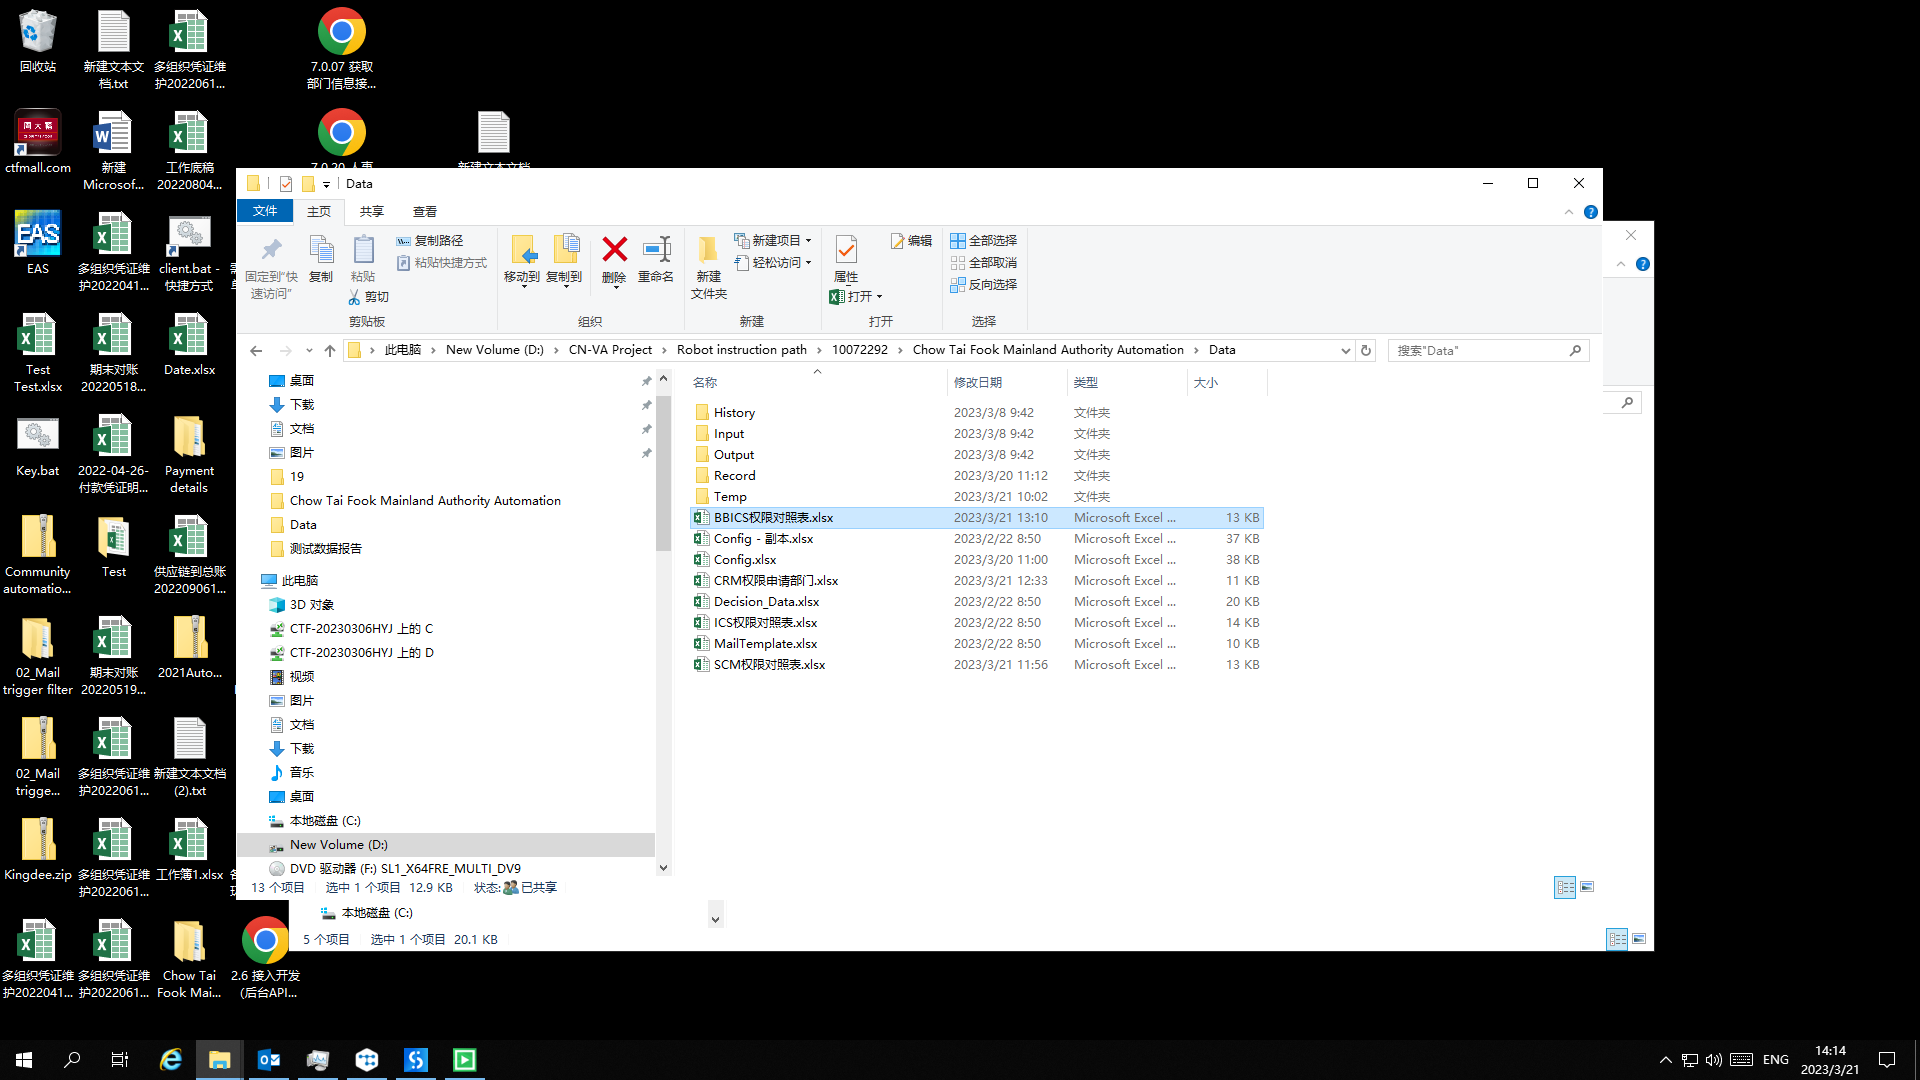 回收站
新建文本文
档.txt
多组织凭证维
护2022061...
7.0.07 获取
部门信息接...
ctfmall.com
新建
Microsof...
工作底稿
20220804...
EAS
多组织凭证维
护2022041...
client.bat -
快捷方式
Test
Test.xlsx
期末对账
20220518...
Date.xlsx
Key.bat
2022-04-26-
付款凭证明...
Payment
details
Community
automatio...
Test
供应链到总账
202209061...
02_Mail
trigger filter
期末对账
20220519...
2021Auto...
02_Mail
trigge...
多组织凭证维
护2022061...
新建文本文档
(2).txt
Kingdee.zip
多组织凭证维
护2022061...
工作簿1.xlsx
多组织凭证维
护2022041...
多组织凭证维
护2022061...
Chow Tai
Fook Mai...
2.6 接入开发
(后台API...
Data
文件 主页 共享 查看
固定到"快
速访问"
复制
粘贴
复制路径
粘贴快捷方式
剪切
剪贴板
移动到 复制到 删除 重命名
组织
新建
文件夹
新建项目
轻松访问
新建
属性
打开
编辑
打开
全部选择
全部取消
反向选择
选择
此电脑 New Volume (D:) CN-VA Project Robot instruction path 10072292 Chow Tai Fook Mainland Authority Automation Data
搜索"Data"
桌面
下载
文档
图片
19
Chow Tai Fook Mainland Authority Automation
Data
测试数据报告
此电脑
3D 对象
CTF-20230306HYJ 上的 C
CTF-20230306HYJ 上的 D
视频
图片
文档
下载
音乐
桌面
本地磁盘 (C:)
New Volume (D:)
DVD 驱动器 (F:) SL1_X64FRE_MULTI_DV9
名称 修改日期 类型 大小
History 2023/3/8 9:42 文件夹
Input 2023/3/8 9:42 文件夹
Output 2023/3/8 9:42 文件夹
Record 2023/3/20 11:12 文件夹
Temp 2023/3/21 10:02 文件夹
BBICS权限对照表.xlsx 2023/3/21 13:10 Microsoft Excel ... 13 KB
Config - 副本.xlsx 2023/2/22 8:50 Microsoft Excel ... 37 KB
Config.xlsx 2023/3/20 11:00 Microsoft Excel ... 38 KB
CRM权限申请部门.xlsx 2023/3/21 12:33 Microsoft Excel ... 11 KB
Decision_Data.xlsx 2023/2/22 8:50 Microsoft Excel ... 20 KB
ICS权限对照表.xlsx 2023/2/22 8:50 Microsoft Excel ... 14 KB
MailTemplate.xlsx 2023/2/22 8:50 Microsoft Excel ... 10 KB
SCM权限对照表.xlsx 2023/3/21 11:56 Microsoft Excel ... 13 KB
13 个项目 选中 1 个项目 12.9 KB 状态: 已共享
本地磁盘 (C:)
5 个项目 选中 1 个项目 20.1 KB
ENG
14:14
2023/3/21